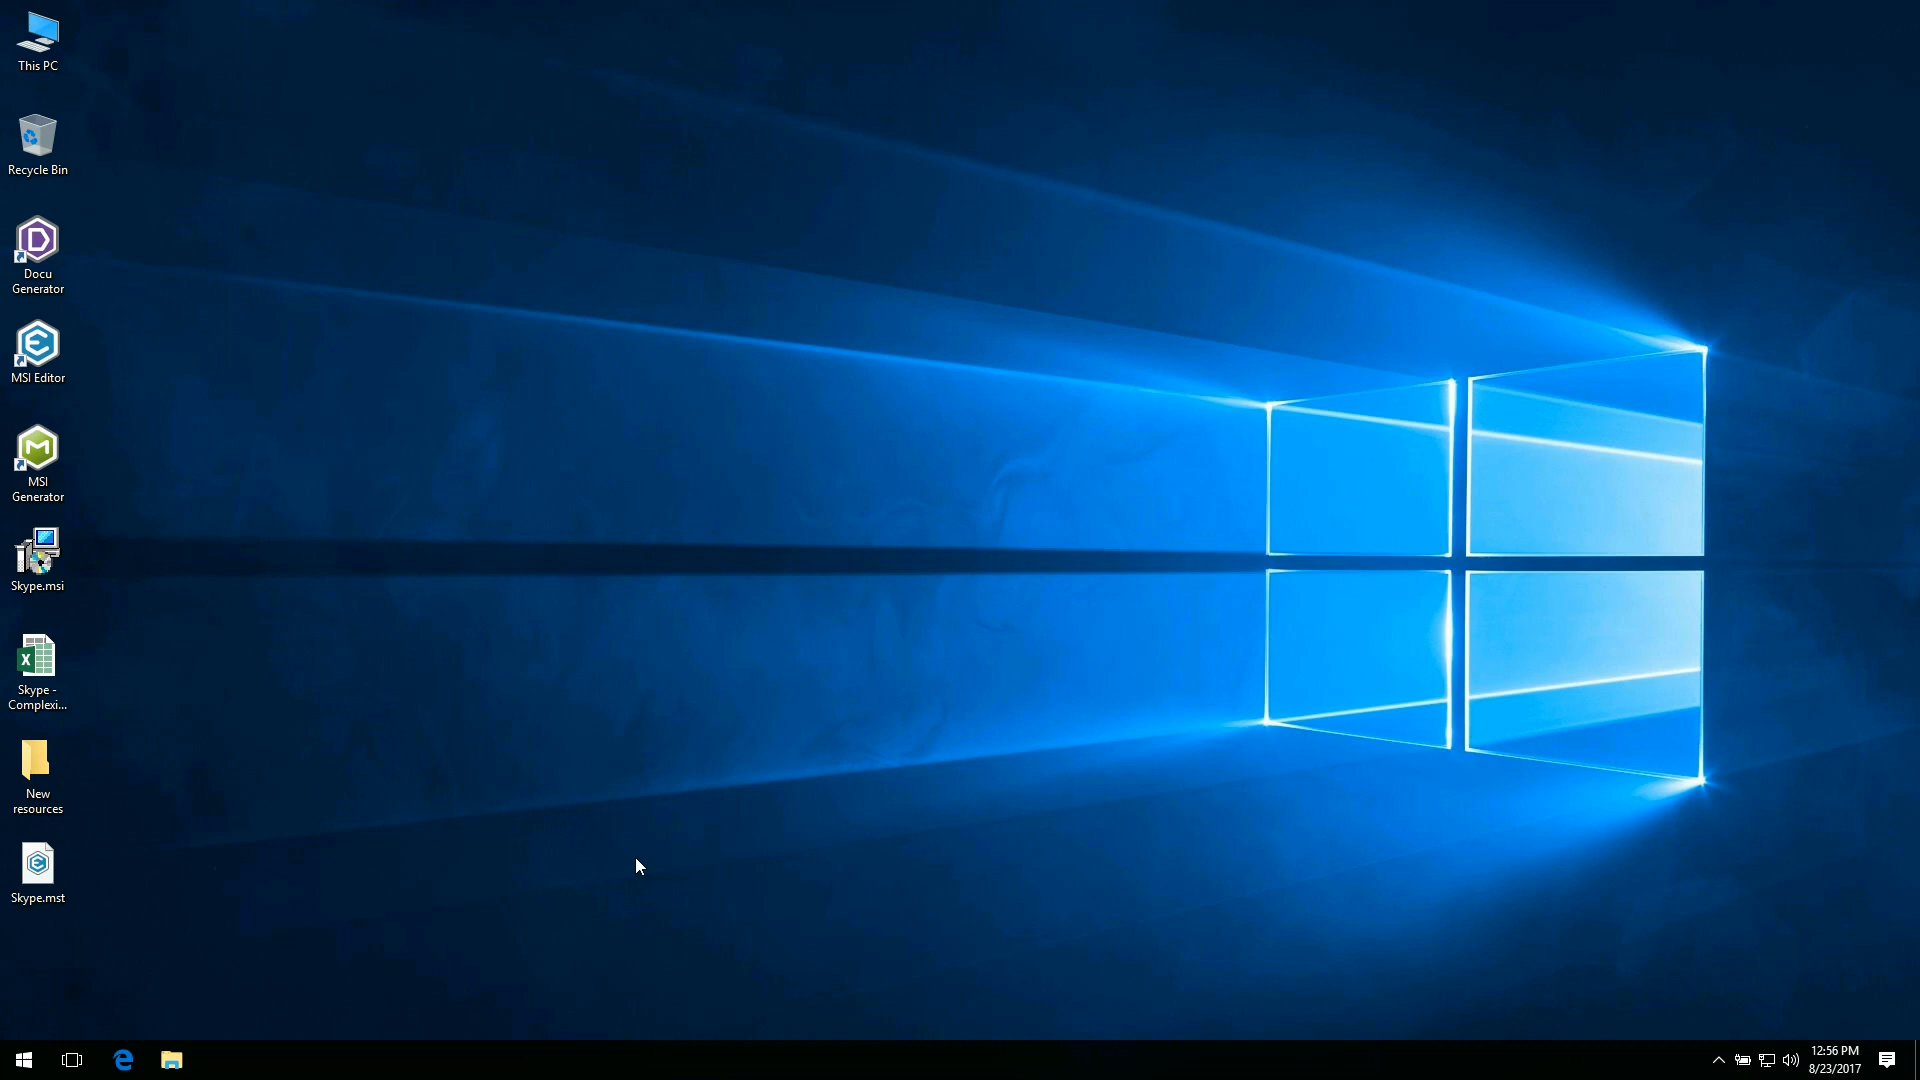 This PC
Recycle Bin
Docu
Generator
MSI Editor
MSI
Generator
Skype.msi
Skype -
Complexi...
New
resources
Skype.mst
12:56 PM
8/23/2017